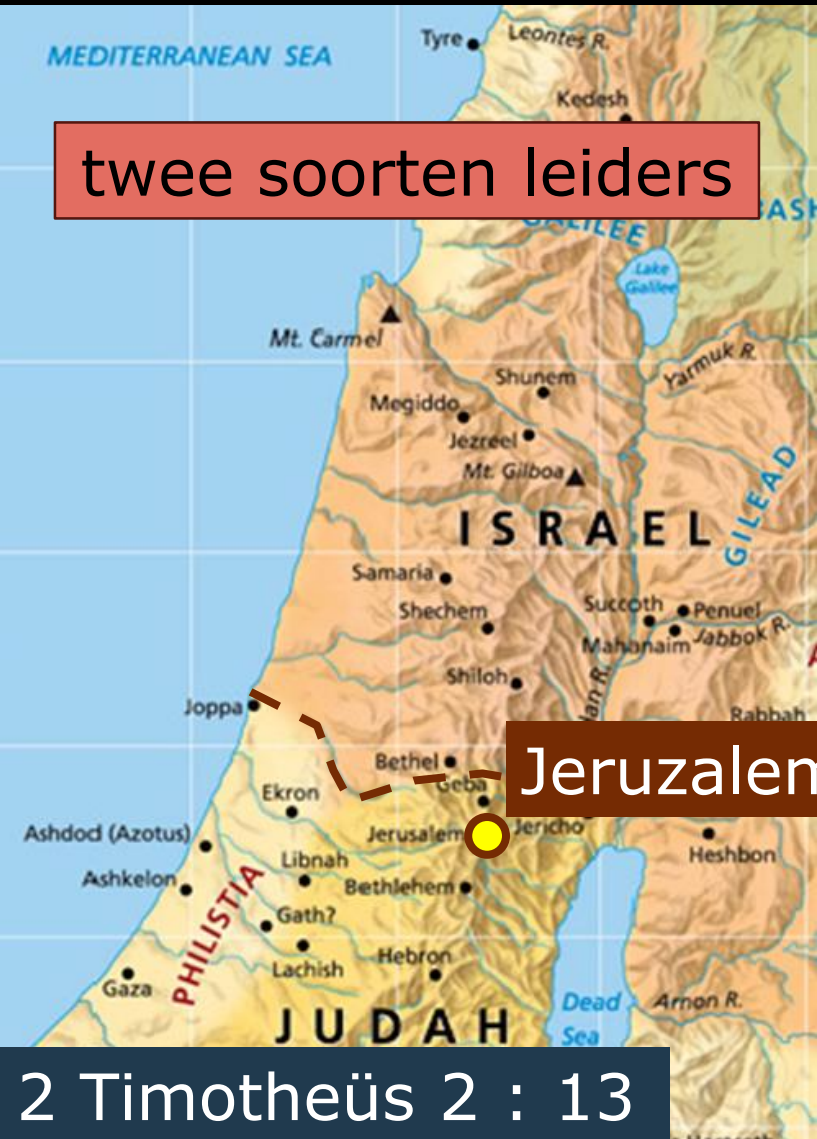 MEDITERRANEAN SEA
Tyre
Leontes R.
Kedesh
twee soorten leiders
GALILEE
BASH
Lake
Galilee
Mt. Carmel
Yarmuk R.
Shunem
Megiddo
Jezreel
Mt. Gilboa
GILEAD
ISRAEL
Samaria
Succoth
Penuel
Shechem
Mahanaim
Jabbok R.
Shiloh
dan R.
Joppa
Rabbah
Bethel
Jeruzalem
Geba
Ekron
Ashdod (Azotus)
Jerusalem
Jericho
Libnah
Heshbon
Ashkelon
Bethlehem
PHILISTIA
Gath?
Lachish
Hebron
Gaza
Dead
Sea
Arnon R.
JUDAH
2 Timotheüs 2 : 13